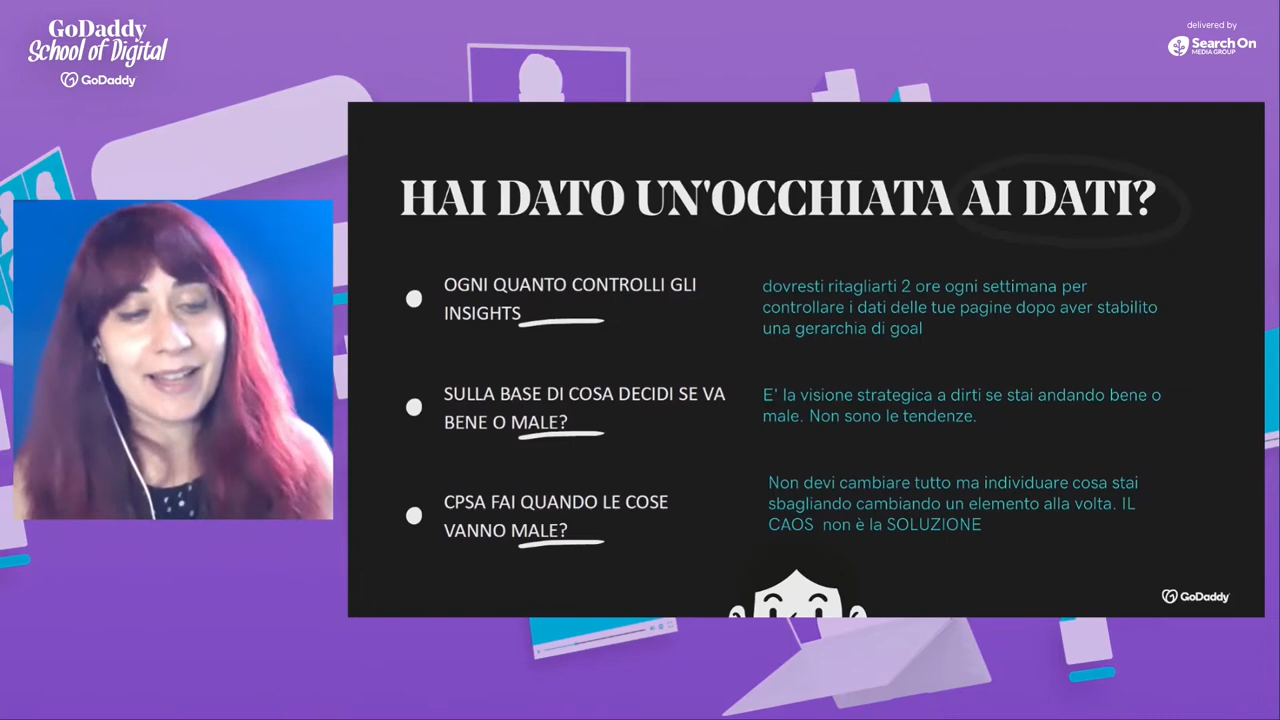 GoDaddy
School of Digital
GoDaddy
delivered by
Search On
MEDIA GROUP
HAI DATO UN'OCCHIATA AI DATI?
OGNI QUANTO CONTROLLI GLI
INSIGHTS
dovresti ritagliarti 2 ore ogni settimana per
controllare i dati delle tue pagine dopo aver stabilito
una gerarchia di goal
SULLA BASE DI COSA DECIDI SE VA
BENE O MALE?
E' la visione strategica a dirti se stai andando bene o
male. Non sono le tendenze.
CPSA FAI QUANDO LE COSE
VANNO MALE?
Non devi cambiare tutto ma individuare cosa stai
sbagliando cambiando un elemento alla volta. IL
CAOS  non è la SOLUZIONE
GoDaddy